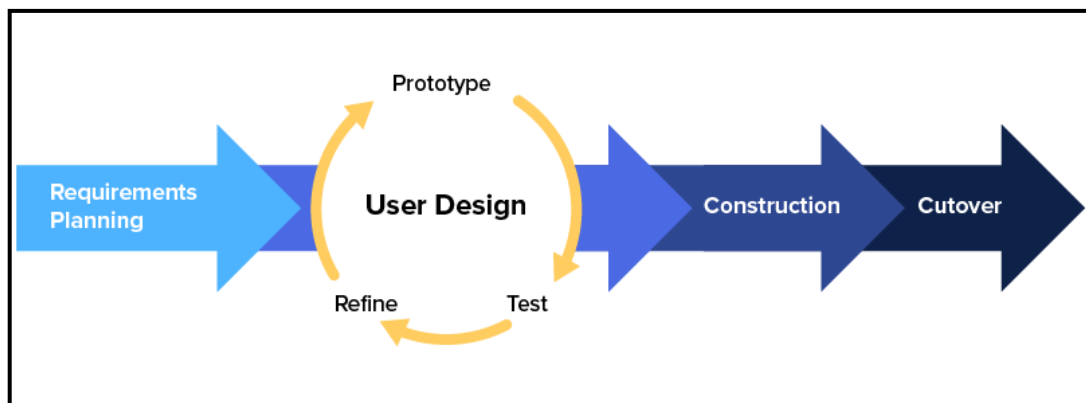 Prototype
Requirements
Planning
User Design
Construction
Cutover
Refine
Test